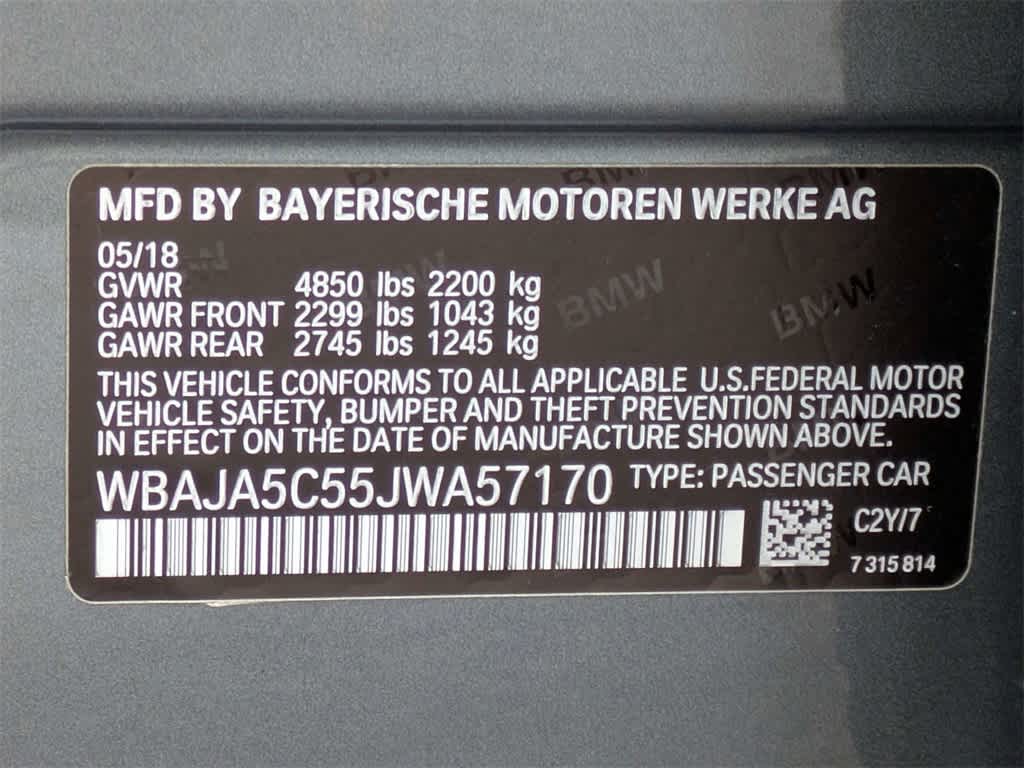 MFD BY BAYERISCHE MOTOREN WERKE AG
05/18
GVWR 4850 lbs 2200 kg
GAWR FRONT 2299 lbs 1043 kg
GAWR REAR 2745 lbs 1245 kg
THIS VEHICLE CONFORMS TO ALL APPLICABLE U.S.FEDERAL MOTOR
VEHICLE SAFETY, BUMPER AND THEFT PREVENTION STANDARDS
IN EFFECT ON THE DATE OF MANUFACTURE SHOWN ABOVE.
WBAJA5C55JWA57170 TYPE: PASSENGER CAR
C2Y/7
7 315 814
BMW
BMW